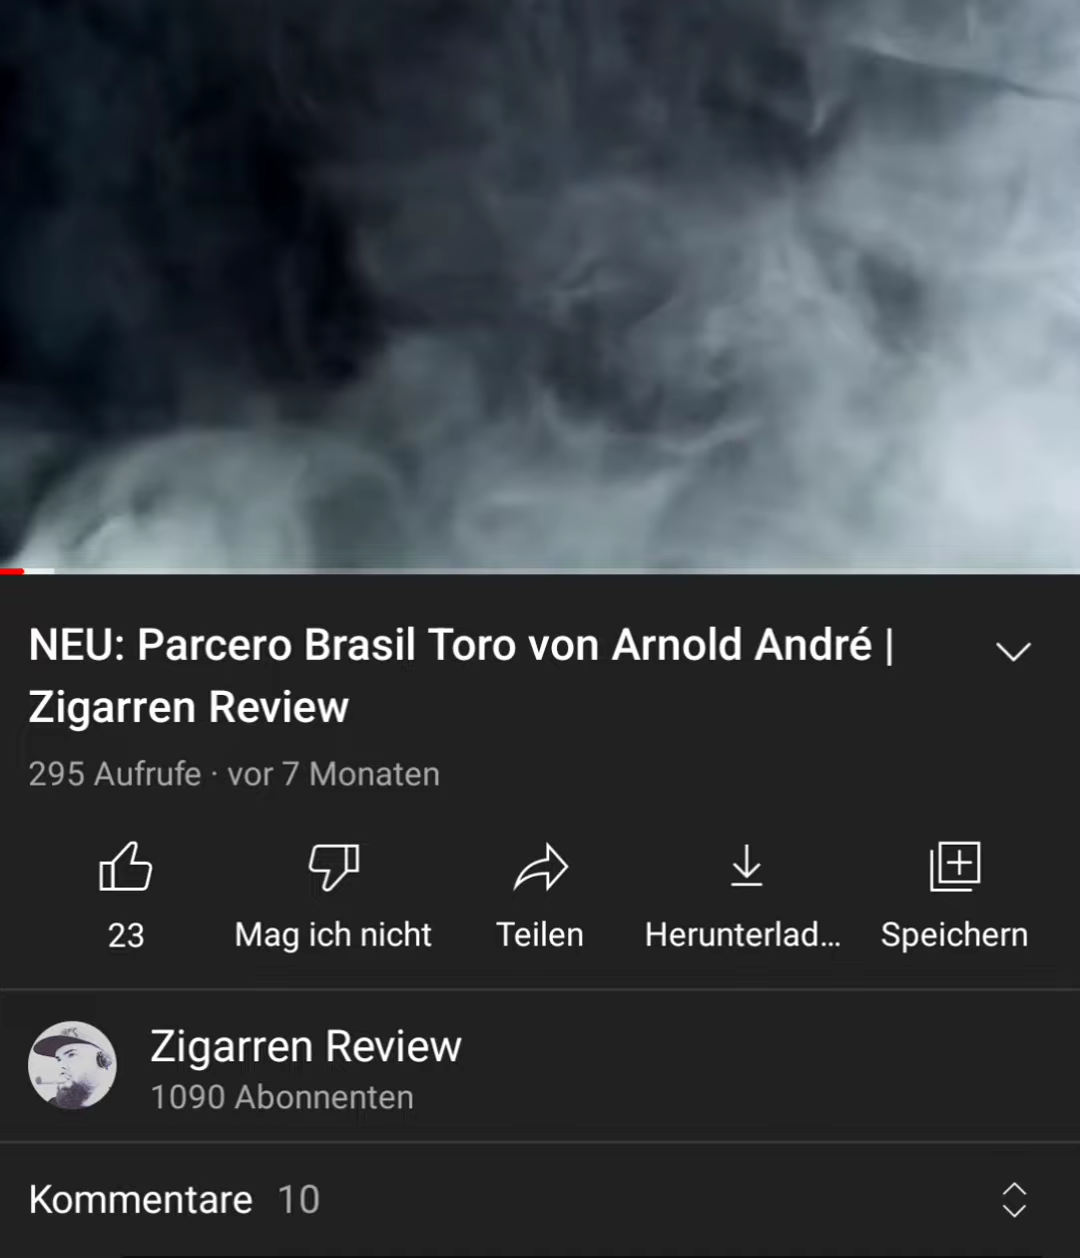 NEU: Parcero Brasil Toro von Arnold André |
Zigarren Review
295 Aufrufe · vor 7 Monaten
23 Mag ich nicht Teilen Herunterlad... Speichern
Zigarren Review
1090 Abonnenten
Kommentare 10